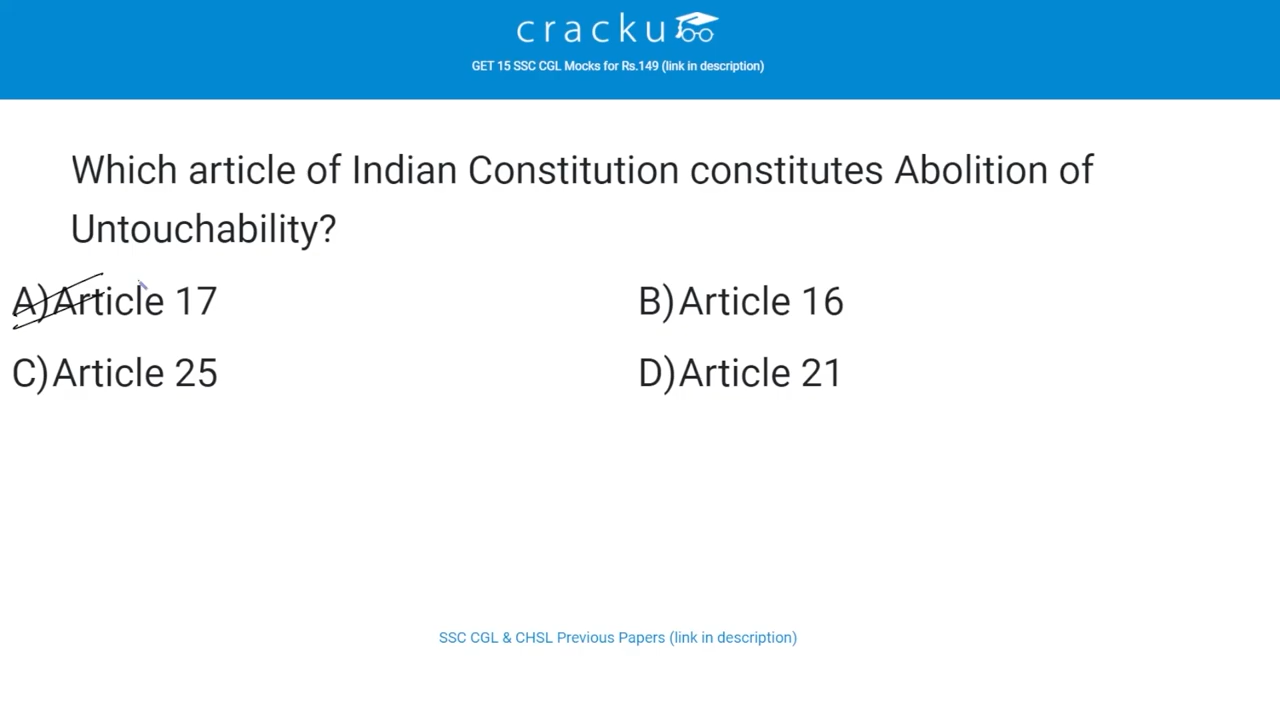 cracku
GET 15 SSC CGL Mocks for Rs.149 (link in description)
Which article of Indian Constitution constitutes Abolition of
Untouchability?
A)Article 17
B)Article 16
C)Article 25
D)Article 21
SSC CGL & CHSL Previous Papers (link in description)